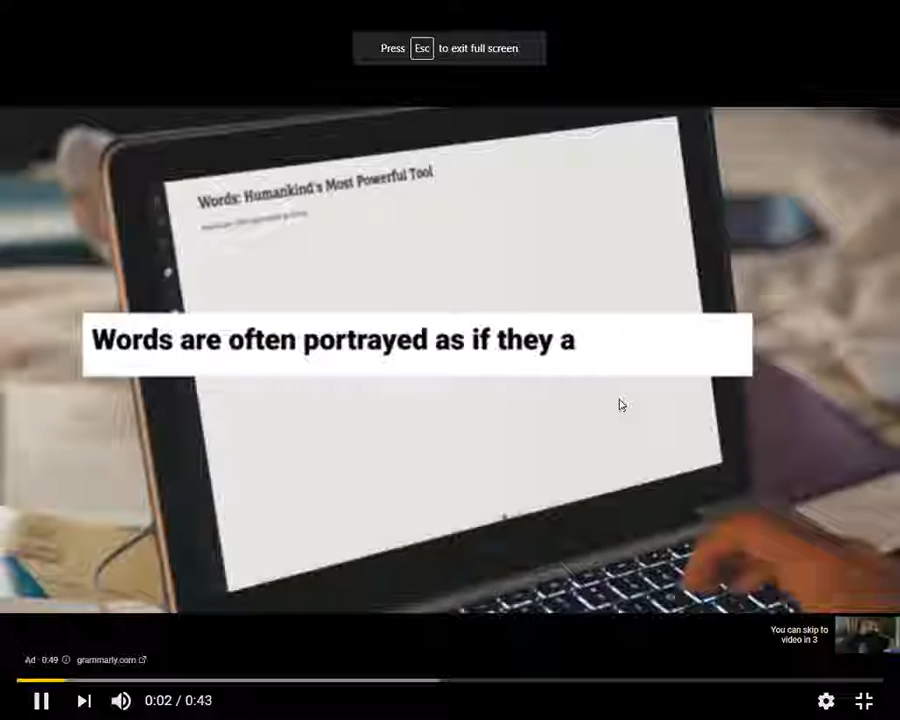 Press Esc to exit full screen
Words: Humankind's Most Powerful Tool
Words are often portrayed as if they a
You can skip to
video in 3
Ad · 0:49 grammarly.com
0:02 / 0:43